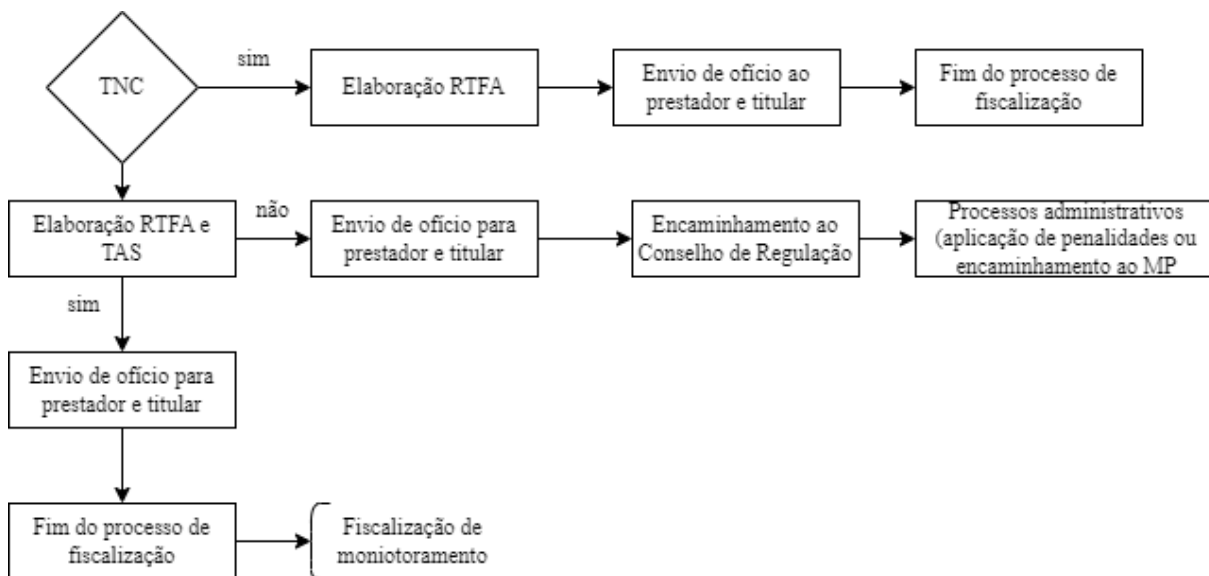 TNC
sim
Elaboração RTFA
Envio de ofício ao
prestador e titular
Fim do processo de
fiscalização
Elaboração RTFA e
TAS
não
Envio de ofício para
prestador e titular
Encaminhamento ao
Conselho de Regulação
Processos administrativos
(aplicação de penalidades ou
encaminhamento ao MP
sim
Envio de ofício para
prestador e titular
Fim do processo de
fiscalização
Fiscalização de
moniotoramento